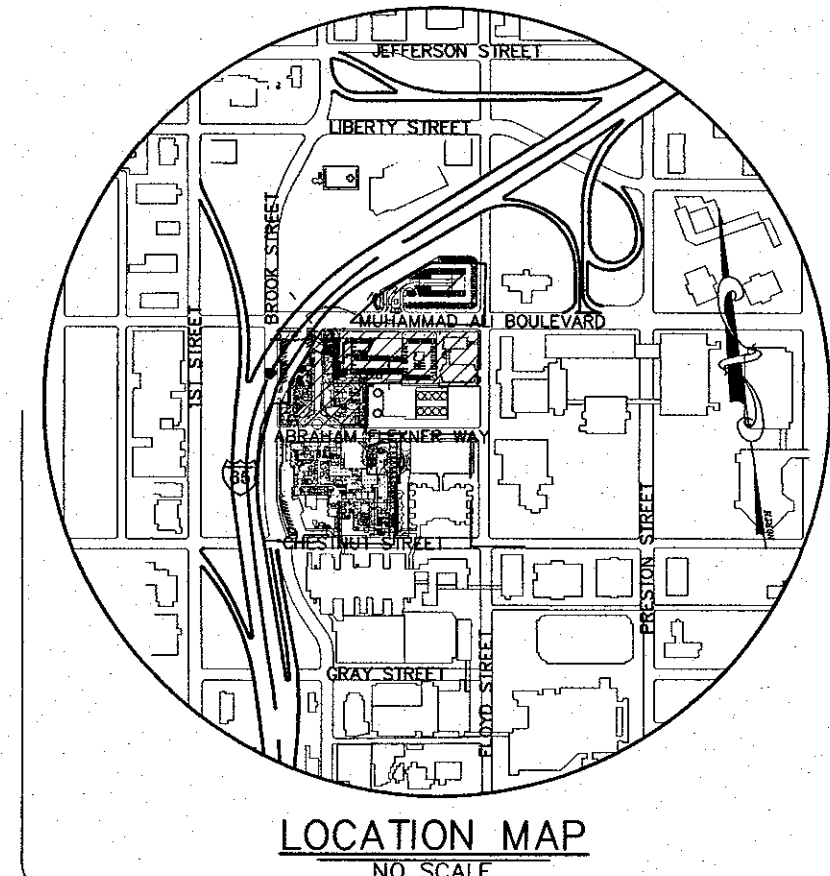 JEFFERSON STREET
LIBERTY STREET
BROOK STREET
1ST STREET
MUHAMMAD ALI BOULEVARD
ABRAHAM FLEXNER WAY
CHESTNUT STREET
PRESTON STREET
GRAY STREET
FLOYD STREET
NORTH
LOCATION MAP
NO SCALE